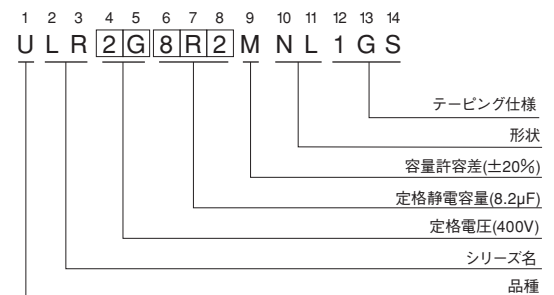 1 2 3 4 5 6 7 8 9 10 11 12 13 14
U L R 2 G 8 R 2 M N L 1 G S
テーピング仕様
形状
容量許容差(±20%)
定格静電容量(8.2µF)
定格電圧(400V)
シリーズ名
品種